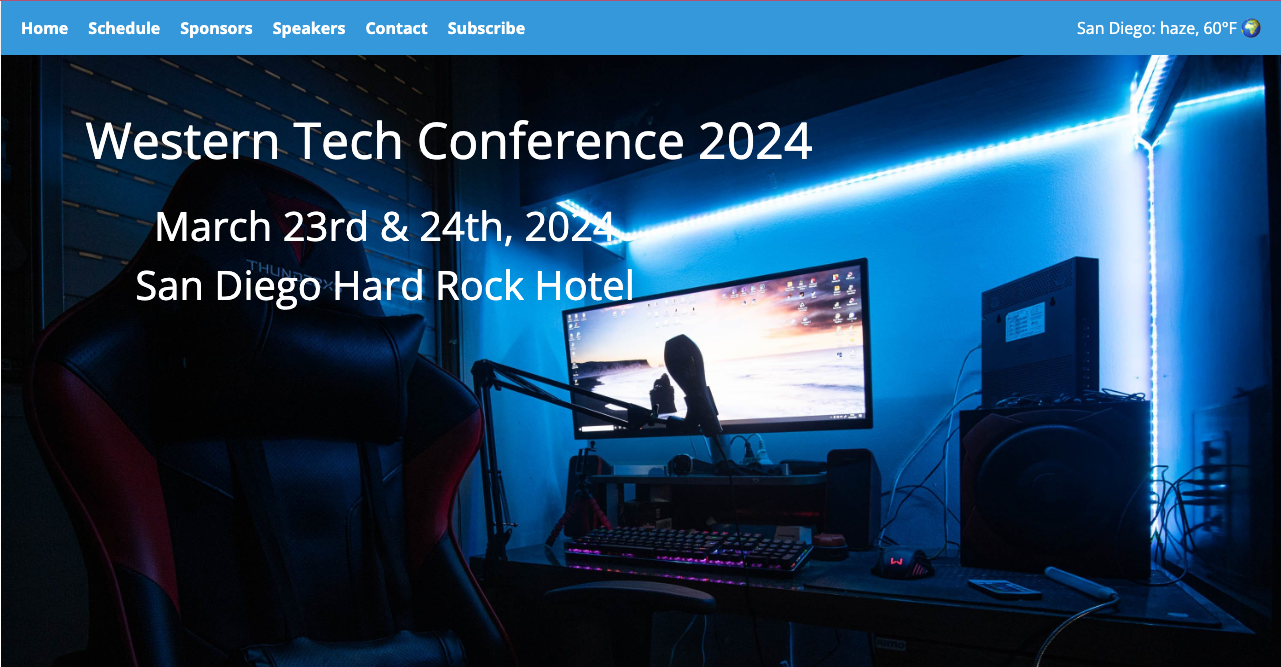 Home Schedule Sponsors Speakers Contact Subscribe San Diego: haze, 60°F
Western Tech Conference 2024
March 23rd & 24th, 2024,
San Diego Hard Rock Hotel